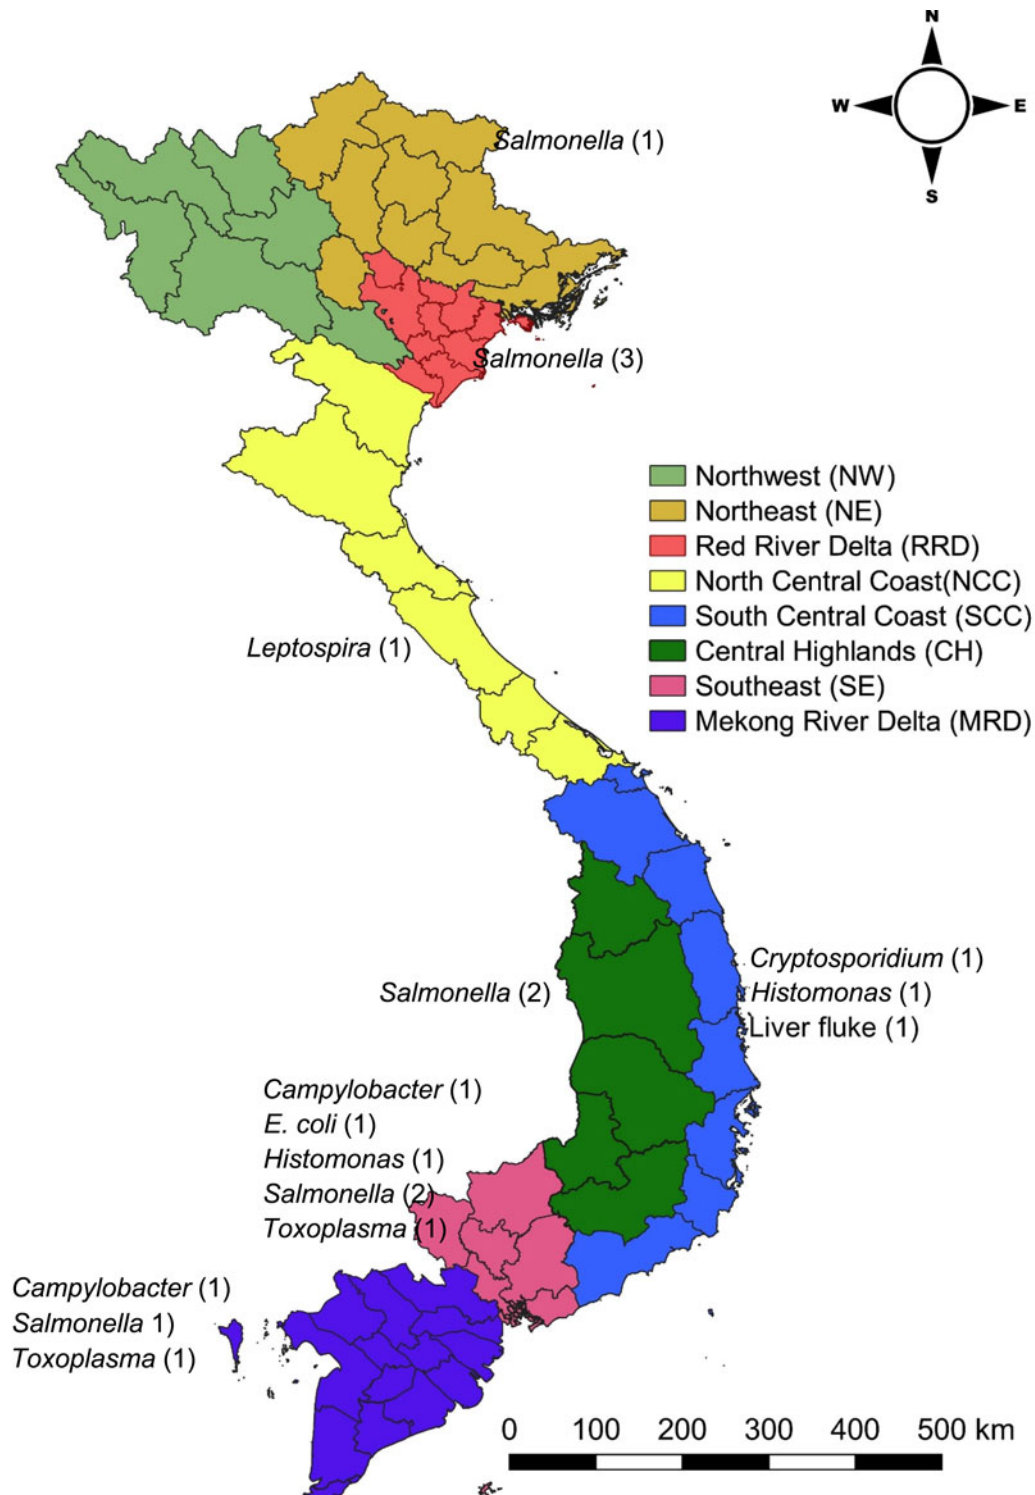 N
W E
S
Salmonella (1)
Salmonella (3)
Northwest (NW)
Northeast (NE)
Red River Delta (RRD)
North Central Coast(NCC)
South Central Coast (SCC)
Central Highlands (CH)
Southeast (SE)
Mekong River Delta (MRD)
Leptospira (1)
Cryptosporidium (1)
Histomonas (1)
Liver fluke (1)
Salmonella (2)
Campylobacter (1)
E. coli (1)
Histomonas (1)
Salmonella (2)
Toxoplasma (1)
Campylobacter (1)
Salmonella 1)
Toxoplasma (1)
0 100 200 300 400 500 km